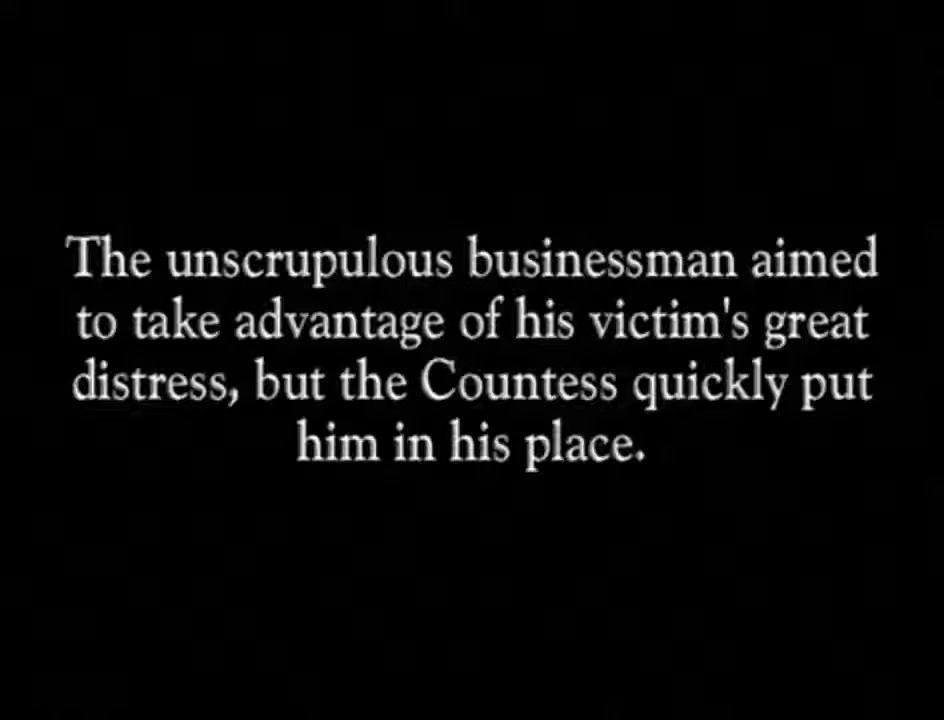 The unscrupulous businessman aimed
to take advantage of his victim's great
distress, but the Countess quickly put
him in his place.